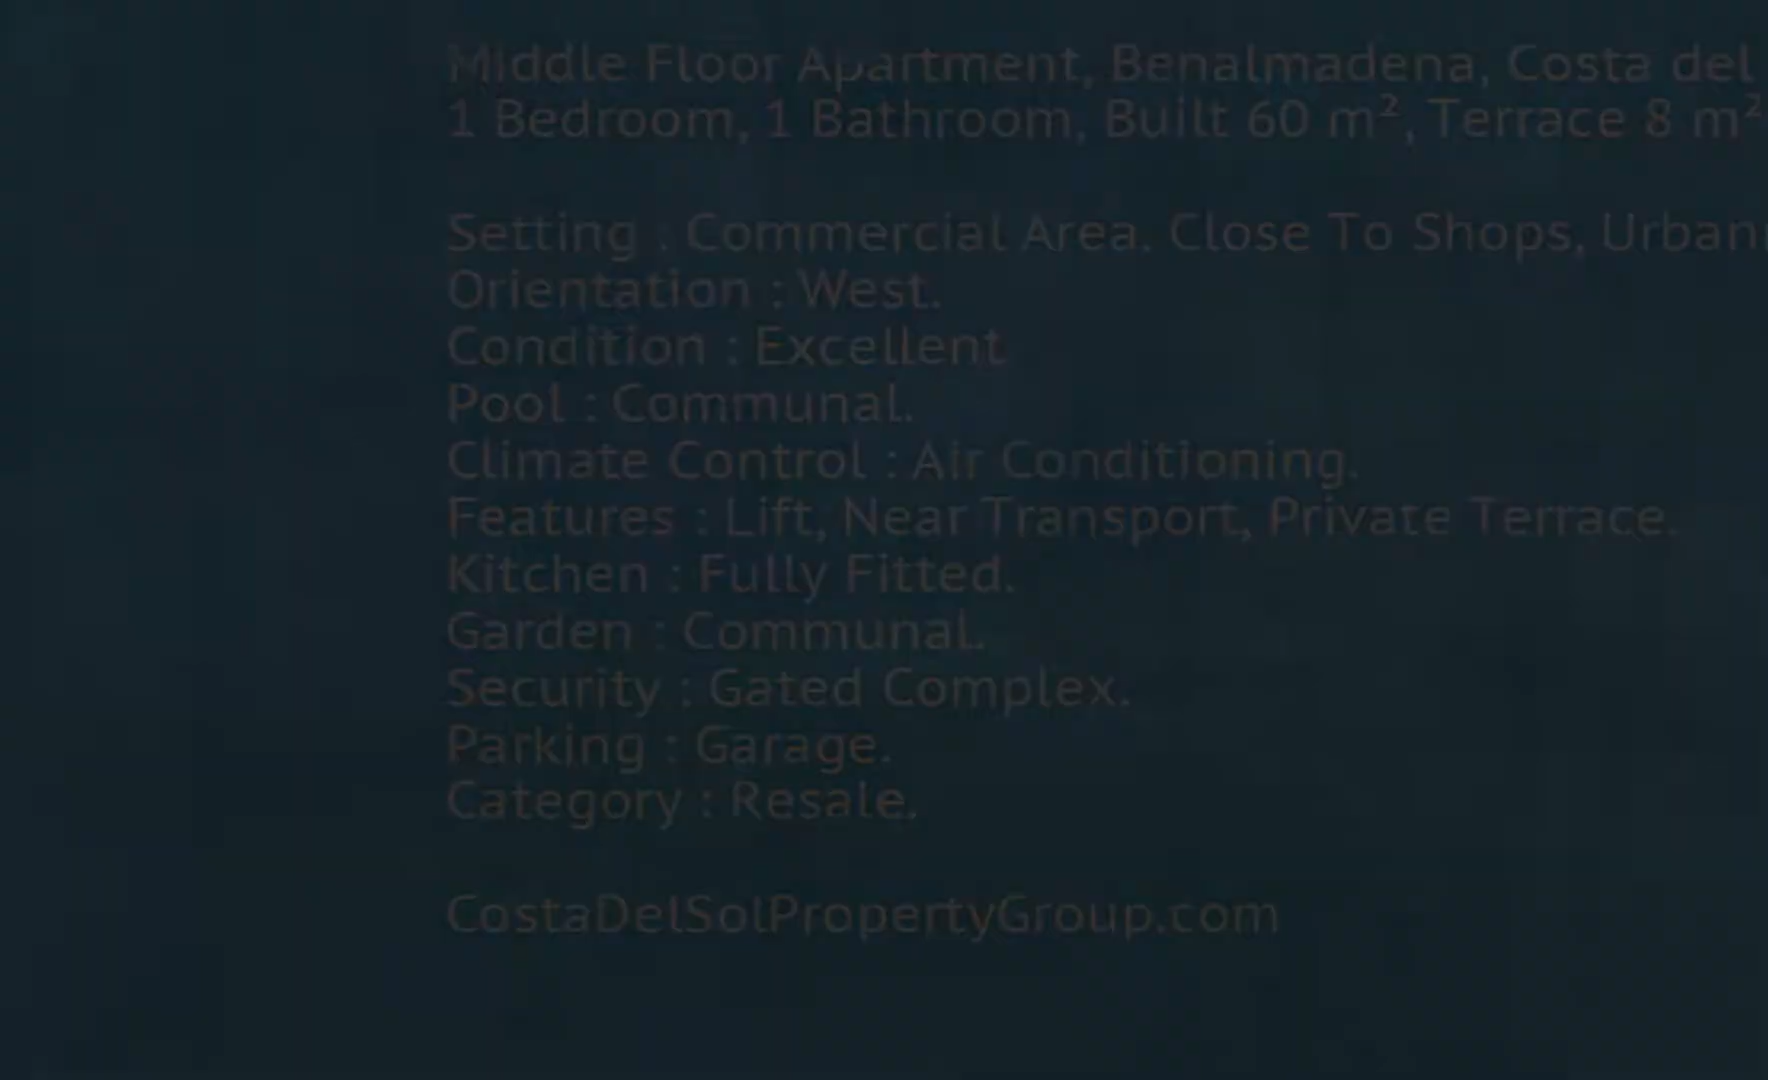 Middle Floor Apartment, Benalmadena, Costa del
1 Bedroom, 1 Bathroom, Built 60 m², Terrace 8 m²
Setting : Commercial Area. Close To Shops, Urbani
Orientation : West.
Condition : Excellent
Pool : Communal.
Climate Control : Air Conditioning.
Features : Lift, Near Transport, Private Terrace.
Kitchen : Fully Fitted.
Garden : Communal.
Security : Gated Complex.
Parking : Garage.
Category : Resale.
CostaDelSolPropertyGroup.com